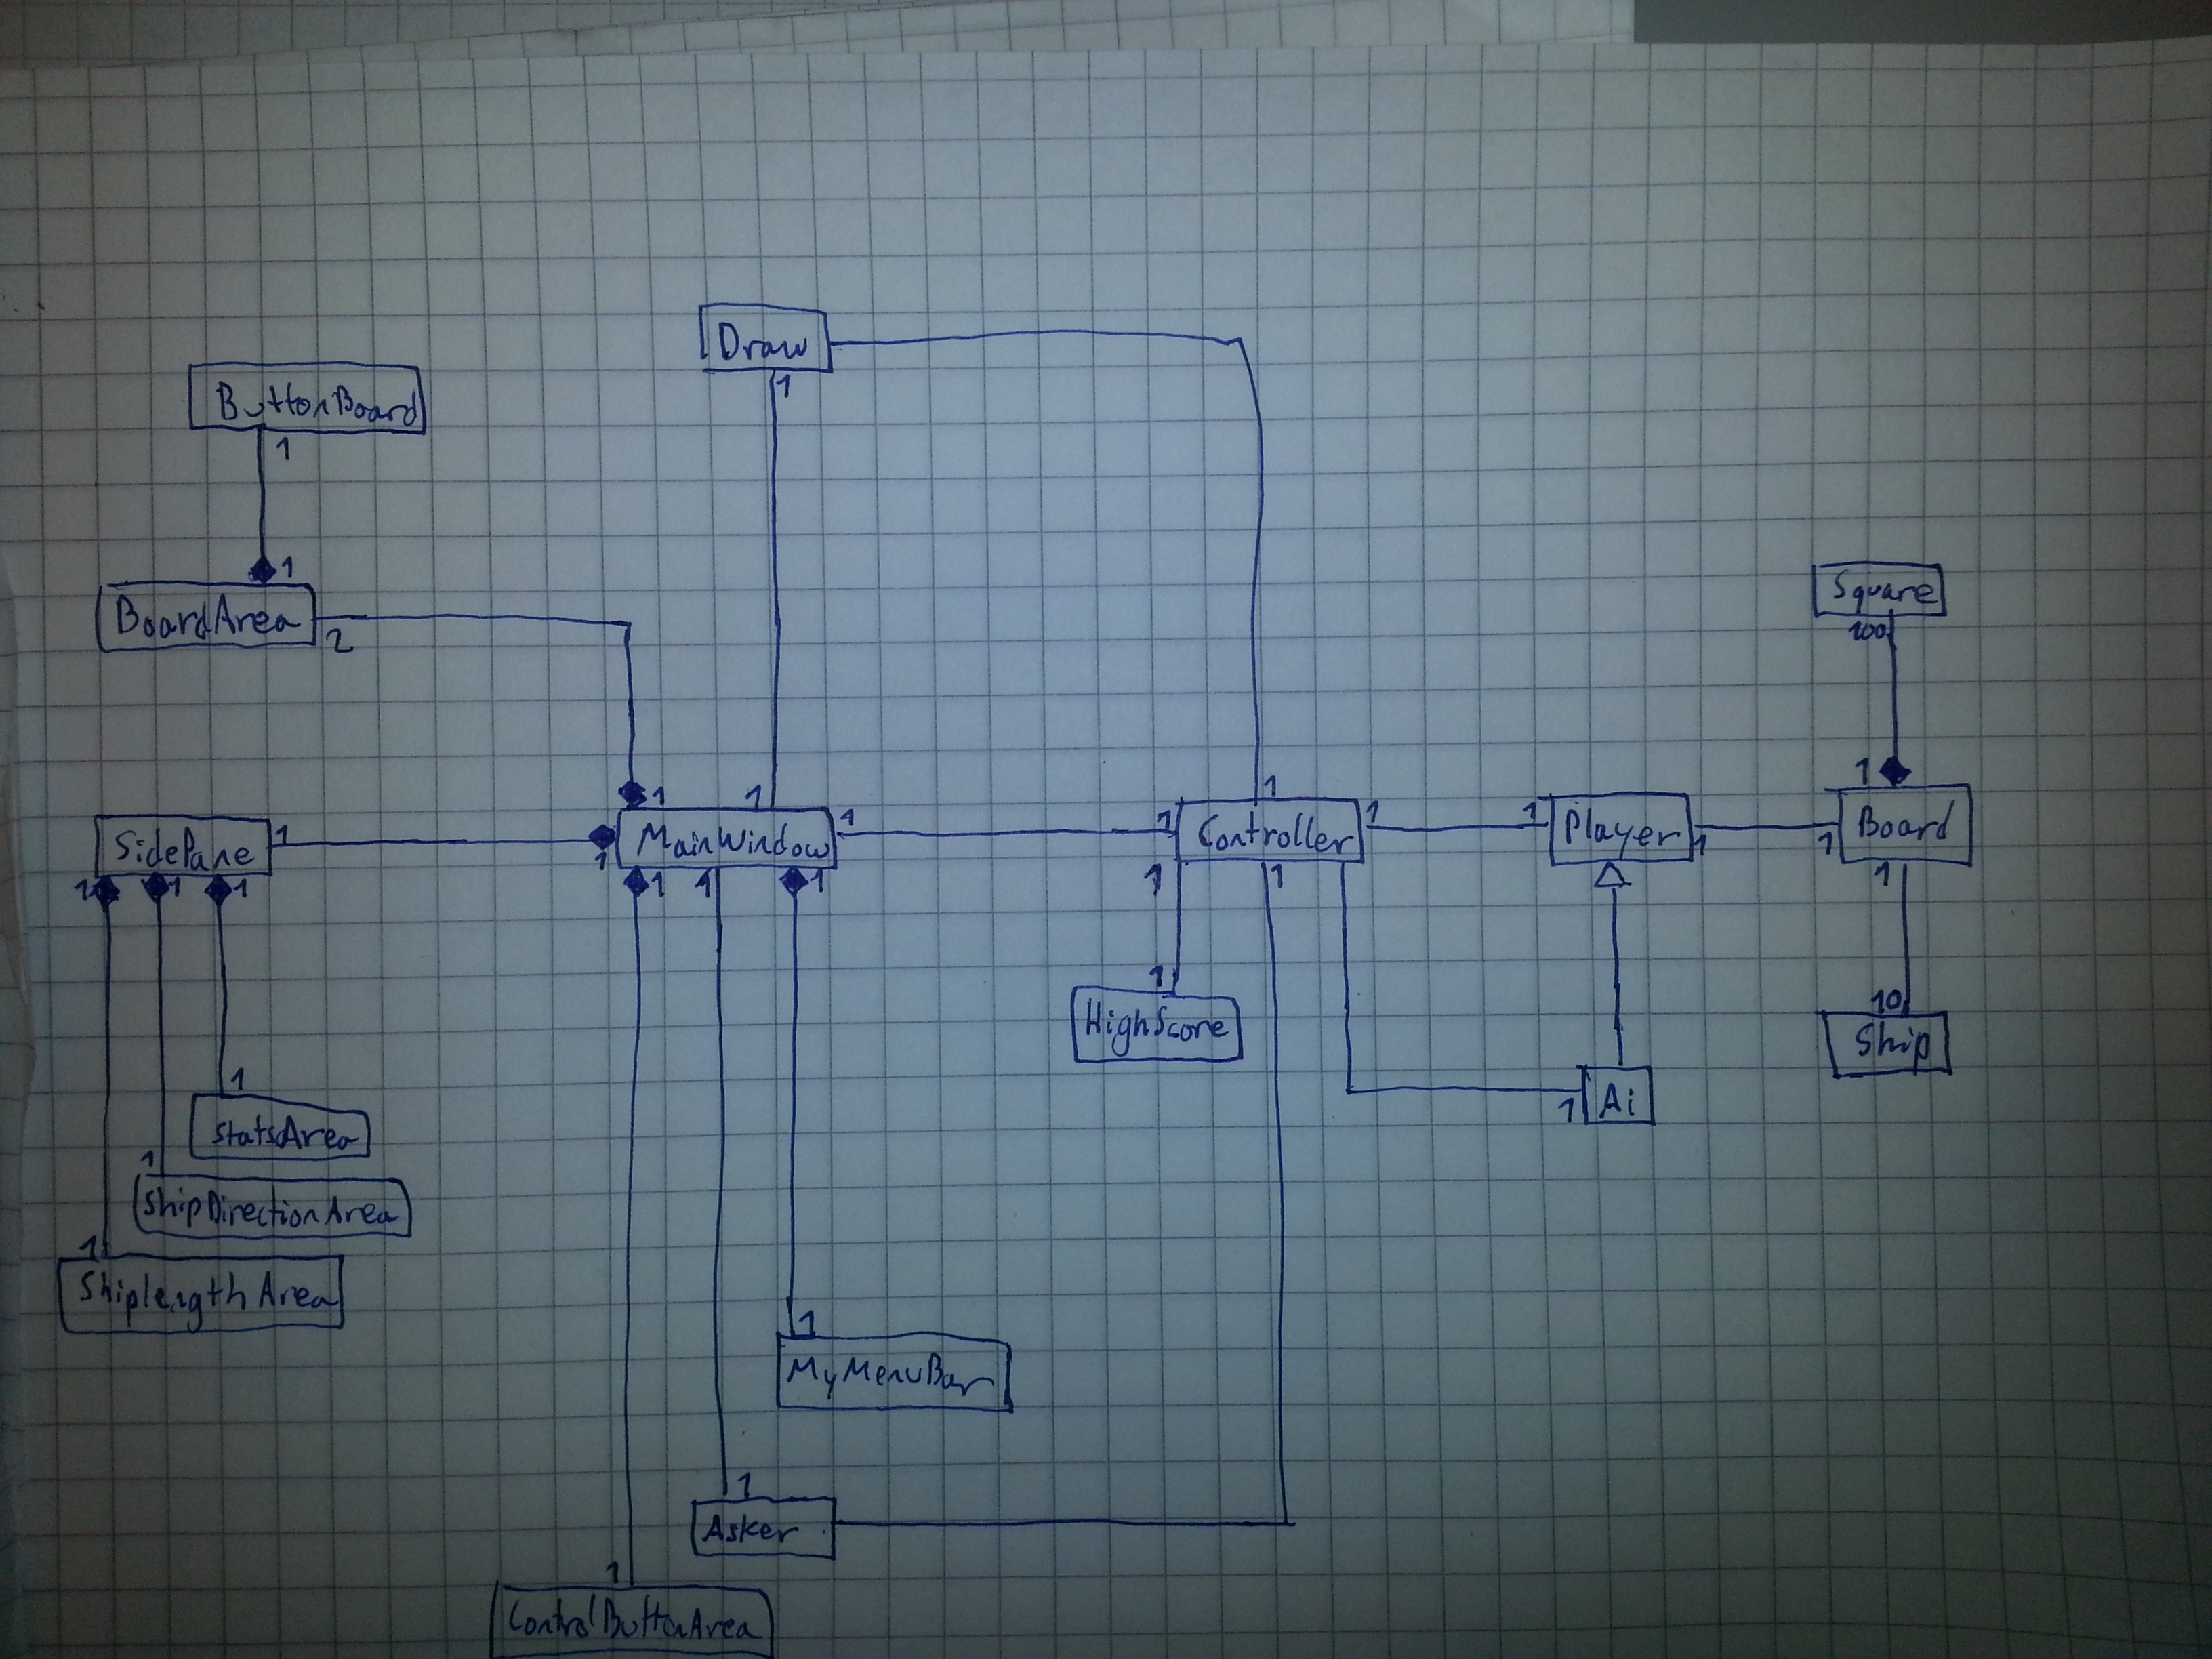 Draw
1
ButtonBoard
1
1
BoardArea
2
Square
100
1
1
1
1
SidePane
1
1
MainWindow
1
1
Controller
1
1
Player
1
1
Board
1
1
1
1
1
1
1
1
1
1
1
HighScore
10
Ship
1
Ai
1
StatsArea
1
ShipDirectionArea
1
ShiplengthArea
1
MyMenuBar
1
Asker
1
ControlButtonArea